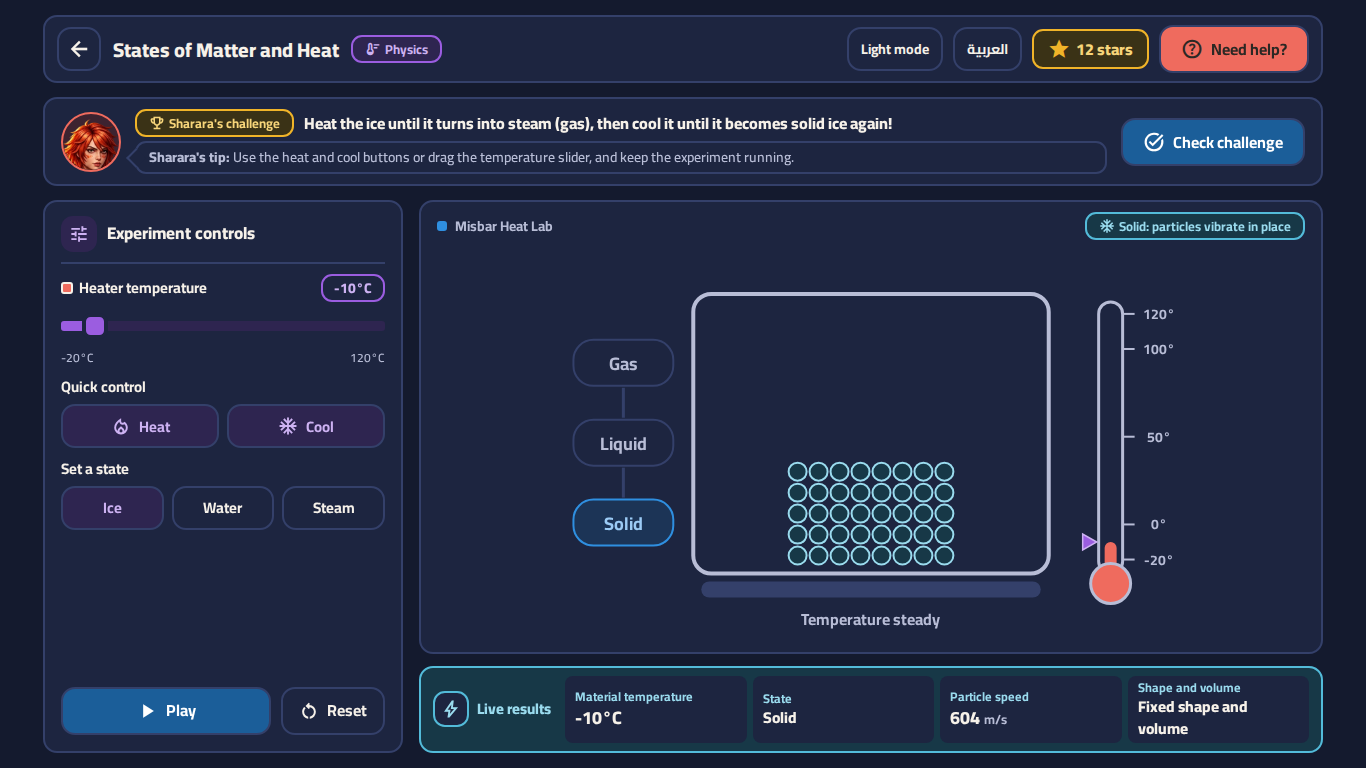 States of Matter and Heat
Physics
Light mode
العربية
12 stars
Need help?
Sharara's challenge
Heat the ice until it turns into steam (gas), then cool it until it becomes solid ice again!
Sharara's tip: Use the heat and cool buttons or drag the temperature slider, and keep the experiment running.
Check challenge
Experiment controls
Heater temperature
-10°C
-20°C
120°C
Quick control
Heat
Cool
Set a state
Ice
Water
Steam
Play
Reset
Misbar Heat Lab
Solid: particles vibrate in place
Gas
Liquid
Solid
120°
100°
50°
0°
-20°
Temperature steady
Live results
Material temperature
-10°C
State
Solid
Particle speed
604 m/s
Shape and volume
Fixed shape and
volume